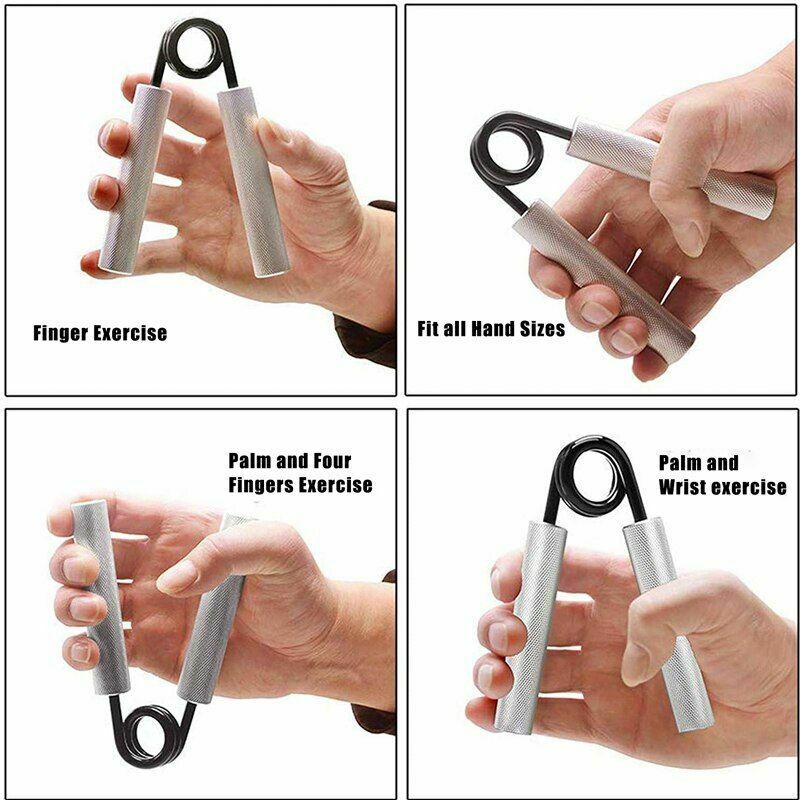 Finger Exercise
Fit all Hand Sizes
Palm and Four
Fingers Exercise
Palm and
Wrist exercise